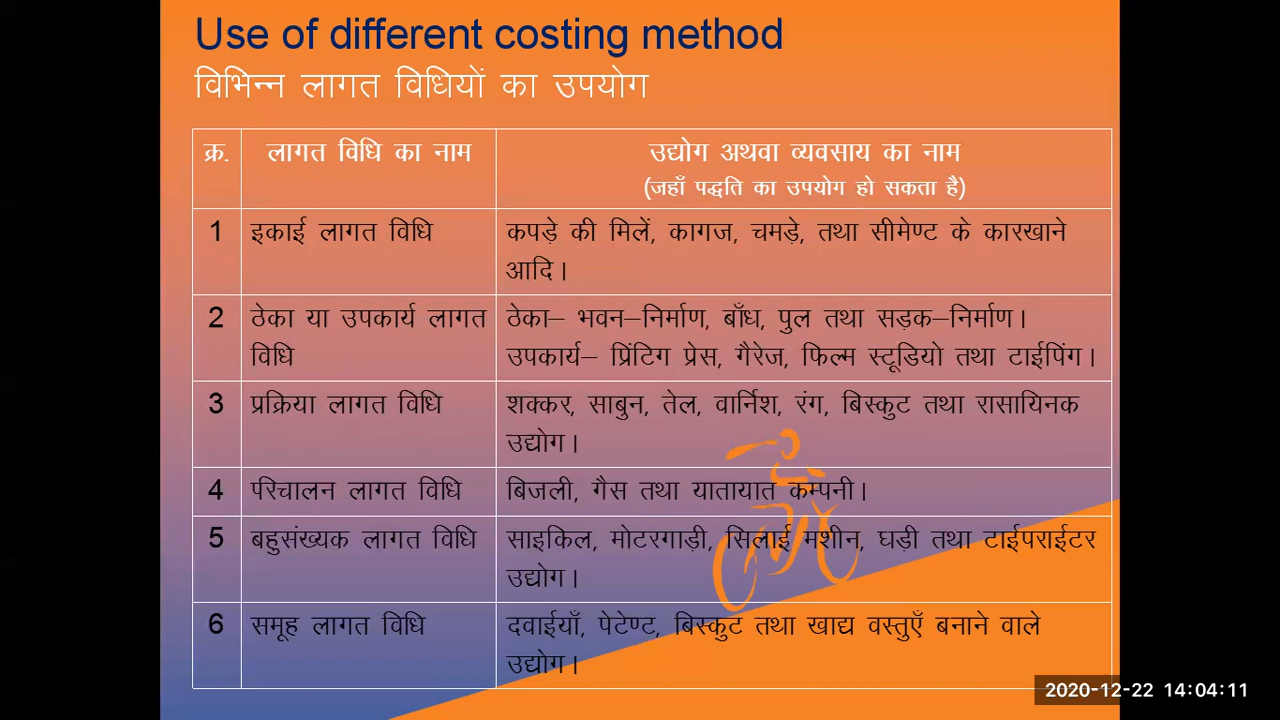 Use of different costing method
विभिन्न लागत विधियों का उपयोग
क्र. लागत विधि का नाम उद्योग अथवा व्यवसाय का नाम
(जहाँ पद्धति का उपयोग हो सकता है)
1 इकाई लागत विधि कपड़े की मिलें, कागज, चमड़े, तथा सीमेण्ट के कारखाने
आदि।
2 ठेका या उपकार्य लागत ठेका– भवन–निर्माण, बाँध, पुल तथा सड़क–निर्माण।
विधि उपकार्य– प्रिंटिग प्रेस, गैरेज, फिल्म स्टूडियो तथा टाईपिंग।
3 प्रक्रिया लागत विधि शक्कर, साबुन, तेल, वार्निश, रंग, बिस्कुट तथा रासायिनक
उद्योग।
4 परिचालन लागत विधि बिजली, गैस तथा यातायात कम्पनी।
5 बहुसंख्यक लागत विधि साइकिल, मोटरगाड़ी, सिलाई मशीन, घड़ी तथा टाईपराईटर
उद्योग।
6 समूह लागत विधि दवाईयाँ, पेटेण्ट, बिस्कुट तथा खाद्य वस्तुएँ बनाने वाले
उद्योग।
2020-12-22 14:04:11